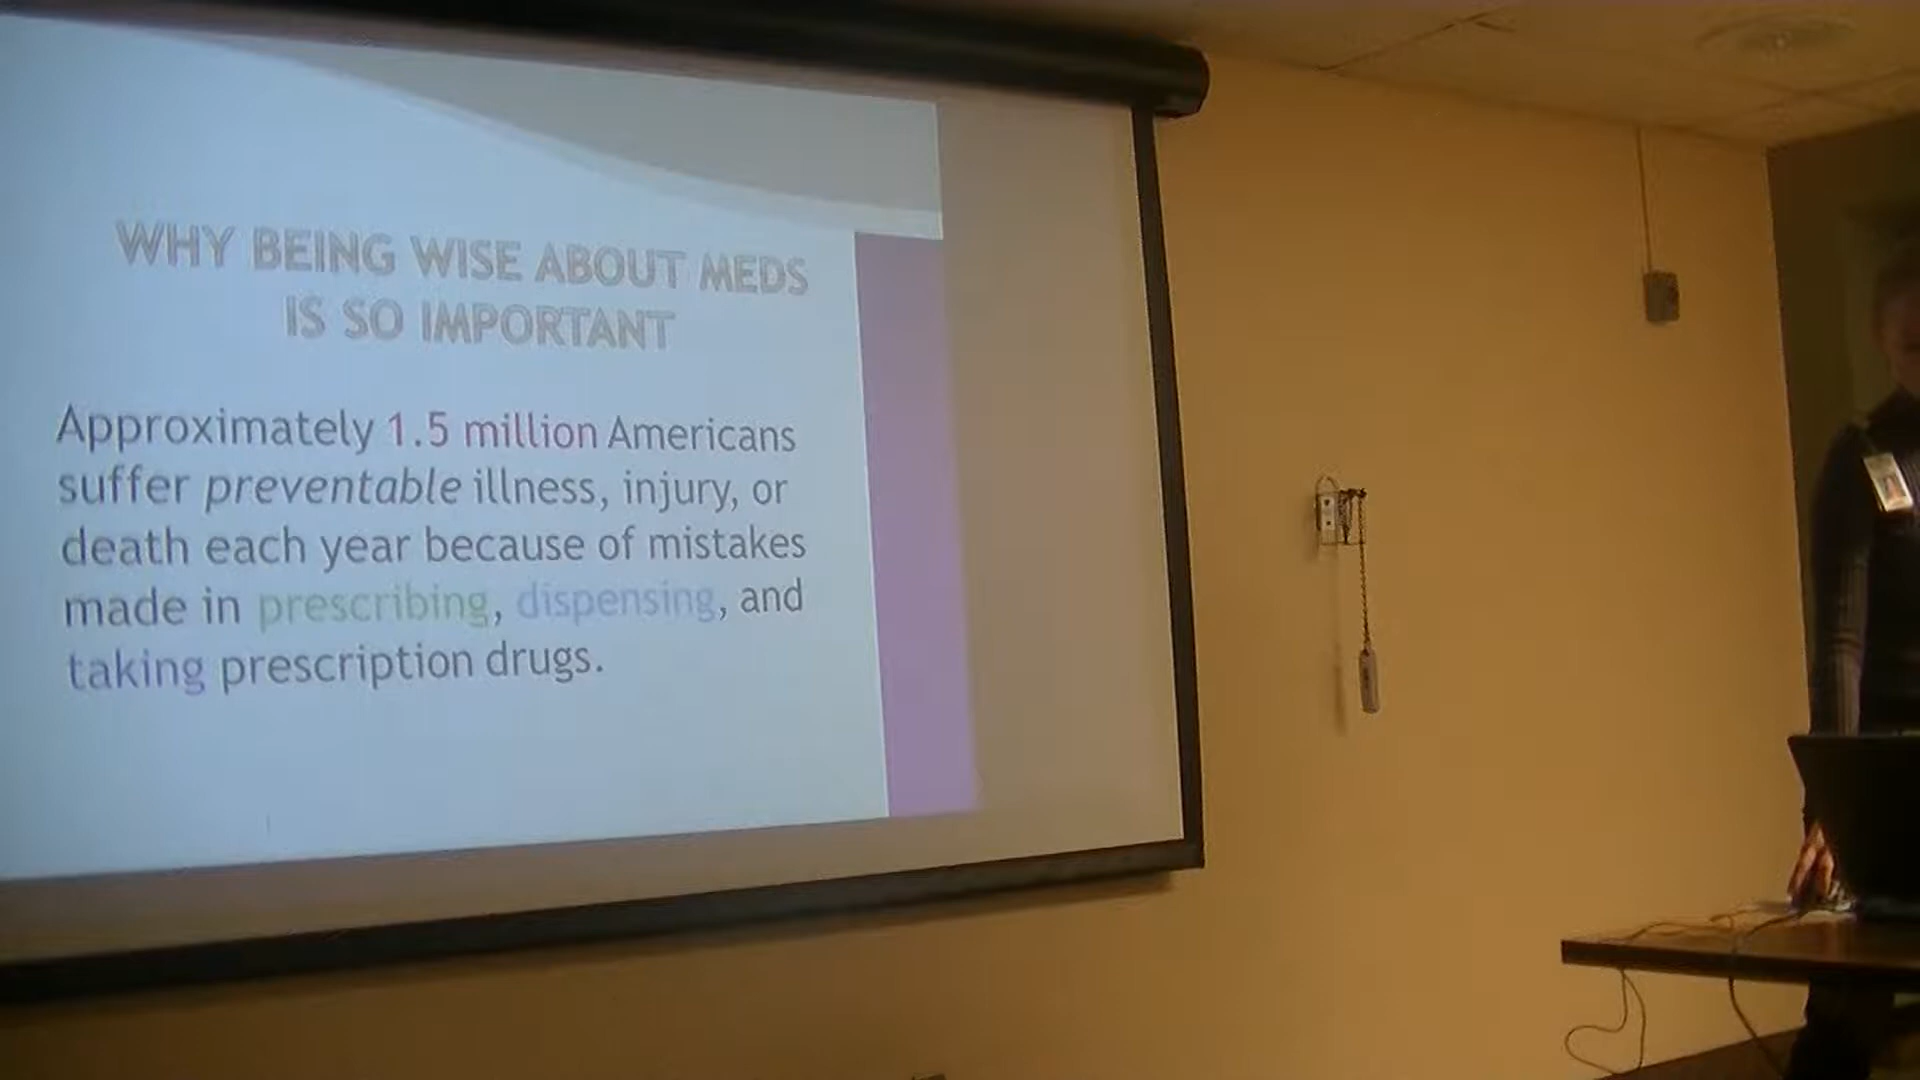 WHY BEING WISE ABOUT MEDS
IS SO IMPORTANT
Approximately 1.5 million Americans
suffer preventable illness, injury, or
death each year because of mistakes
made in prescribing, dispensing, and
taking prescription drugs.